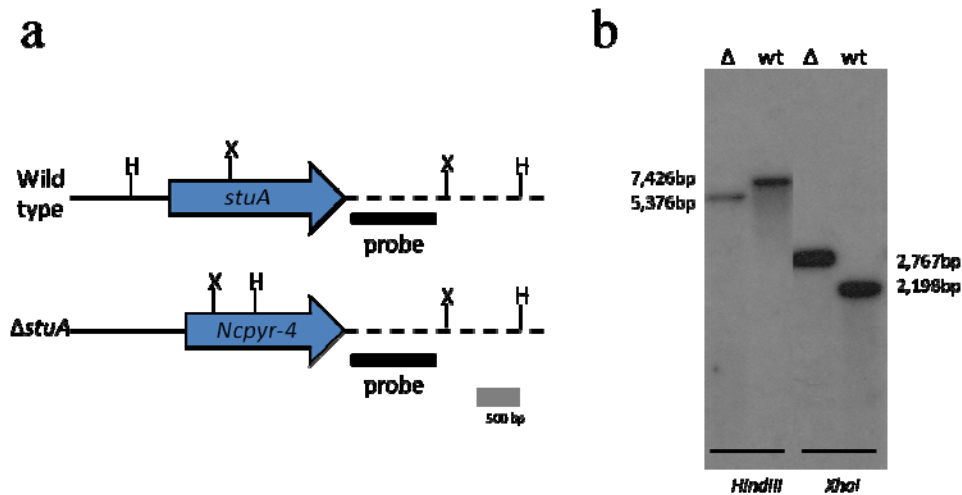 a
H
X
X
H
Wild
type
stuA
probe
X
H
X
H
ΔstuA
Ncpyr-4
probe
500 bp
b
Δ wt Δ wt
7,426bp
5,376bp
2,767bp
2,198bp
HindIII XhoI